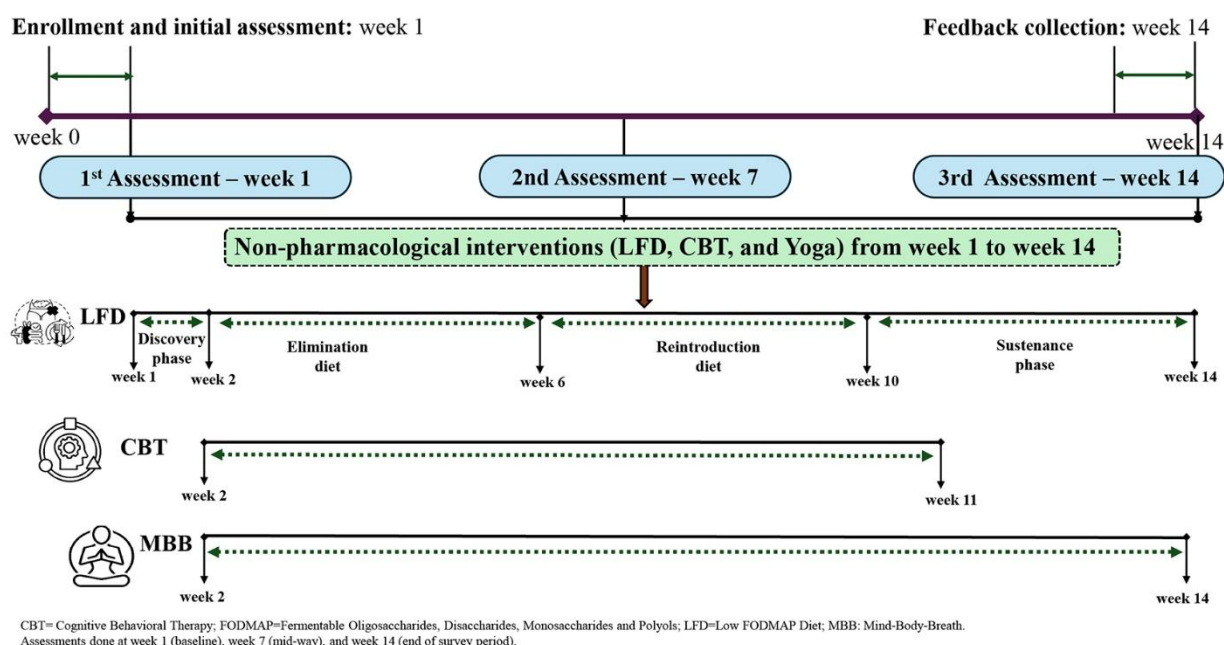 Enrollment and initial assessment: week 1
Feedback collection: week 14
week 0
week 14
1st Assessment – week 1
2nd Assessment – week 7
3rd Assessment – week 14
Non-pharmacological interventions (LFD, CBT, and Yoga) from week 1 to week 14
LFD
Discovery
phase
Elimination
diet
Reintroduction
diet
Sustenance
phase
week 1
week 2
week 6
week 10
week 14
CBT
week 2
week 11
MBB
week 2
week 14
CBT= Cognitive Behavioral Therapy; FODMAP=Fermentable Oligosaccharides, Disaccharides, Monosaccharides and Polyols; LFD=Low FODMAP Diet; MBB: Mind-Body-Breath.
Assessments done at week 1 (baseline), week 7 (mid-way), and week 14 (end of survey period).